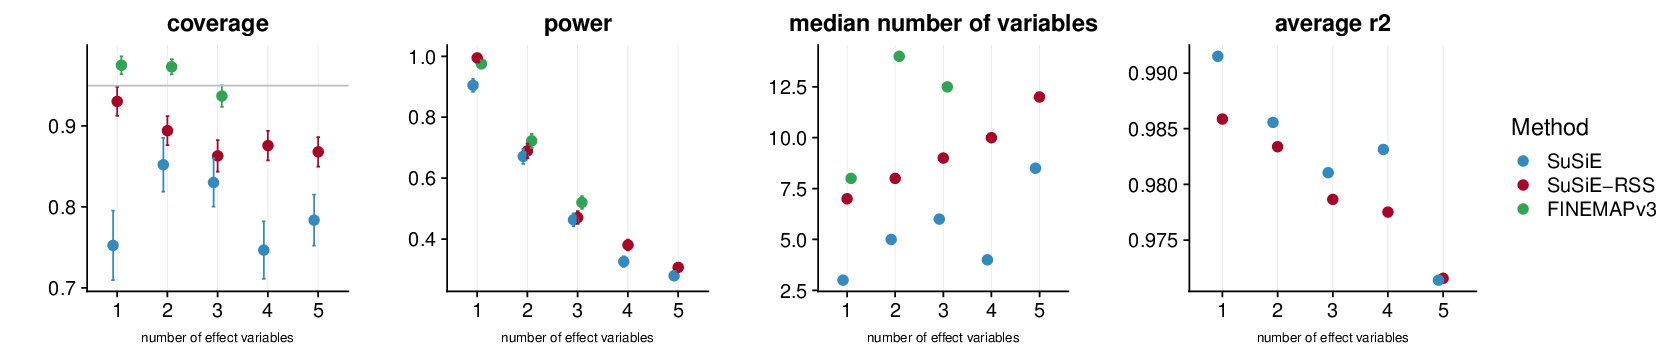 coverage
0.9
0.8
0.7
1 2 3 4 5
number of effect variables
power
1.0
0.8
0.6
0.4
1 2 3 4 5
number of effect variables
median number of variables
12.5
10.0
7.5
5.0
2.5
1 2 3 4 5
number of effect variables
average r2
0.990
0.985
0.980
0.975
1 2 3 4 5
number of effect variables
Method
SuSiE
SuSiE−RSS
FINEMAPv3